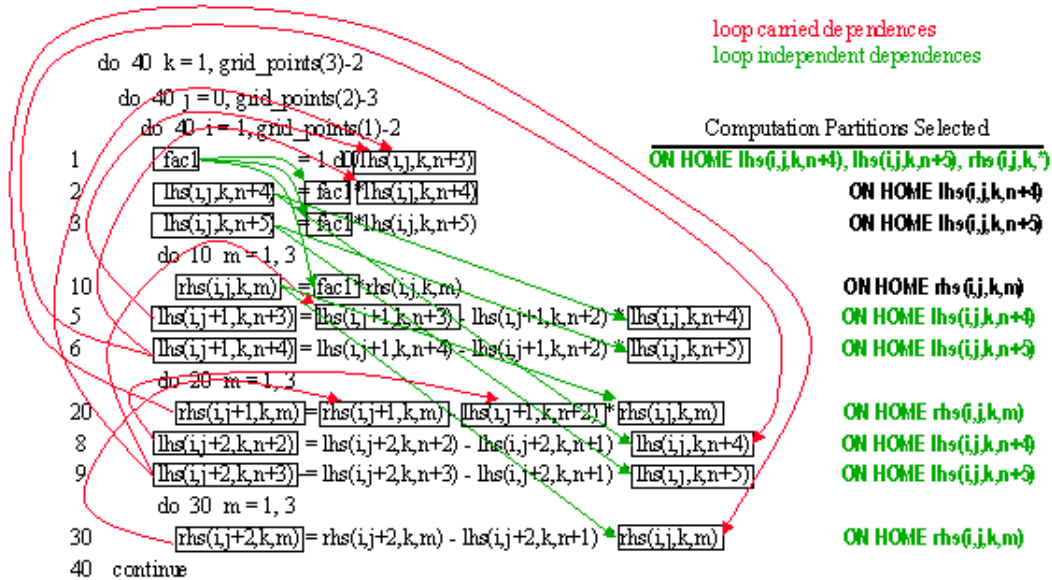 loop carried dependences
loop independent dependences
do 40 k = 1, grid_points(3)-2
do 40 j = 0, grid_points(2)-3
do 40 i = 1, grid_points(1)-2
Computation Partitions Selected
1 fac1 = 1.d0/lhs(i,j,k,n+3) ON HOME lhs(i,j,k,n+4), lhs(i,j,k,n+5), rhs(i,j,k,*)
2 lhs(i,j,k,n+4) = fac1*lhs(i,j,k,n+4) ON HOME lhs(i,j,k,n+4)
3 lhs(i,j,k,n+5) = fac1*lhs(i,j,k,n+5) ON HOME lhs(i,j,k,n+5)
do 10 m = 1, 3
10 rhs(i,j,k,m) = fac1*rhs(i,j,k,m) ON HOME rhs(i,j,k,m)
5 lhs(i,j+1,k,n+3) = lhs(i,j+1,k,n+3) - lhs(i,j+1,k,n+2) lhs(i,j,k,n+4) ON HOME lhs(i,j,k,n+4)
6 lhs(i,j+1,k,n+4) = lhs(i,j+1,k,n+4) - lhs(i,j+1,k,n+2) lhs(i,j,k,n+5) ON HOME lhs(i,j,k,n+5)
do 20 m = 1, 3
20 rhs(i,j+1,k,m) = rhs(i,j+1,k,m) lhs(i,j+1,k,n+2) * rhs(i,j,k,m) ON HOME rhs(i,j,k,m)
8 lhs(i,j+2,k,n+2) = lhs(i,j+2,k,n+2) - lhs(i,j+2,k,n+1) lhs(i,j,k,n+4) ON HOME lhs(i,j,k,n+4)
9 lhs(i,j+2,k,n+3) = lhs(i,j+2,k,n+3) - lhs(i,j+2,k,n+1) lhs(i,j,k,n+5) ON HOME lhs(i,j,k,n+5)
do 30 m = 1, 3
30 rhs(i,j+2,k,m) = rhs(i,j+2,k,m) - lhs(i,j+2,k,n+1) rhs(i,j,k,m) ON HOME rhs(i,j,k,m)
40 continue